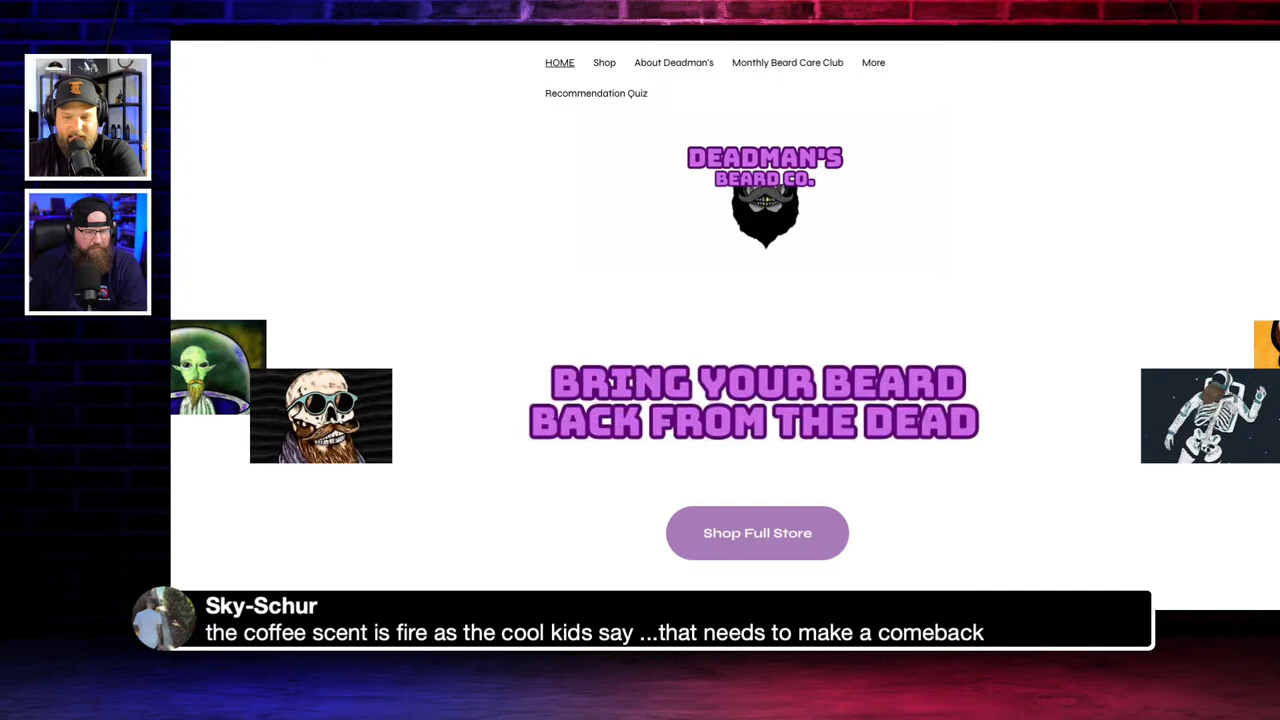 HOME Shop About Deadman's Monthly Beard Care Club More
Recommendation Quiz
DEADMAN'S
BEARD CO.
BRING YOUR BEARD
BACK FROM THE DEAD
Shop Full Store
Sky-Schur
the coffee scent is fire as the cool kids say ...that needs to make a comeback